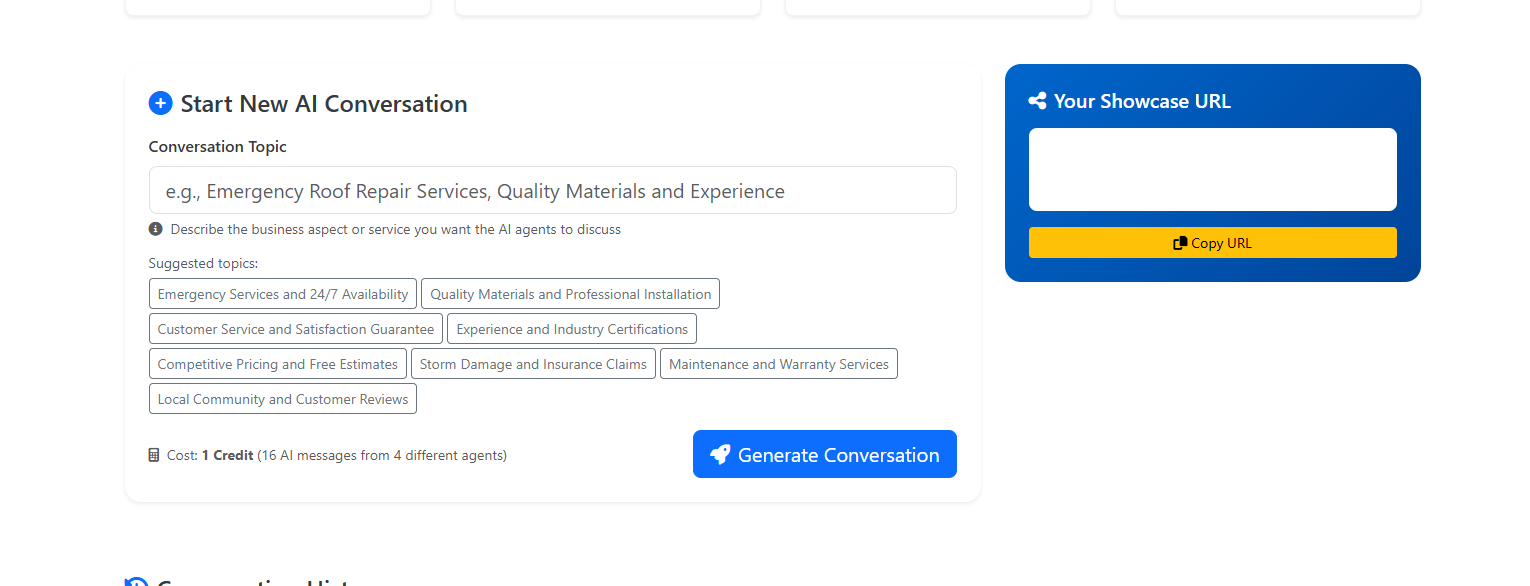 Start New AI Conversation
Conversation Topic
e.g., Emergency Roof Repair Services, Quality Materials and Experience
Describe the business aspect or service you want the AI agents to discuss
Suggested topics:
Emergency Services and 24/7 Availability
Quality Materials and Professional Installation
Customer Service and Satisfaction Guarantee
Experience and Industry Certifications
Competitive Pricing and Free Estimates
Storm Damage and Insurance Claims
Maintenance and Warranty Services
Local Community and Customer Reviews
Cost: 1 Credit (16 AI messages from 4 different agents)
Generate Conversation
Your Showcase URL
Copy URL